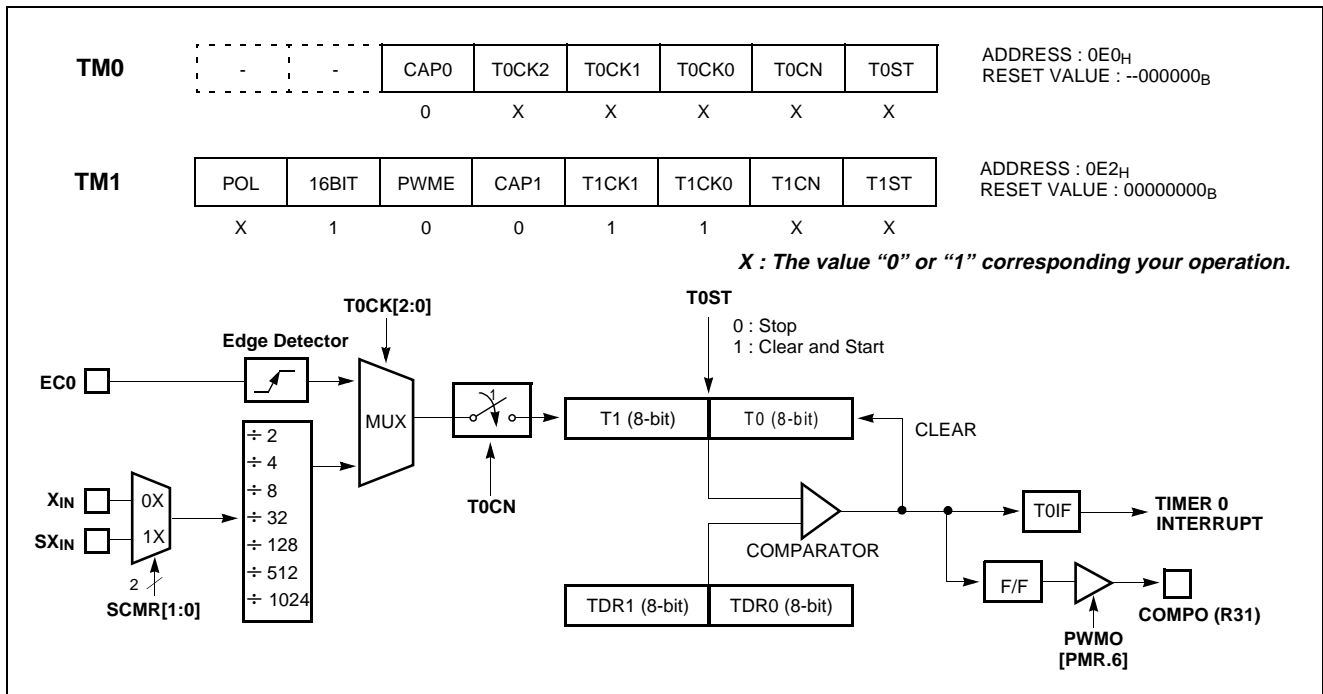 TM0
- - CAP0 T0CK2 T0CK1 T0CK0 T0CN T0ST
ADDRESS : 0E0H
RESET VALUE : --000000B
0 X X X X X
TM1
POL 16BIT PWME CAP1 T1CK1 T1CK0 T1CN T1ST
ADDRESS : 0E2H
RESET VALUE : 00000000B
X 1 0 0 1 1 X X
X : The value “0” or “1” corresponding your operation.
T0CK[2:0]
T0ST
0 : Stop
1 : Clear and Start
Edge Detector
EC0
MUX
1
T0CN
T1 (8-bit) T0 (8-bit)
CLEAR
÷ 2
÷ 4
÷ 8
÷ 32
÷ 128
÷ 512
÷ 1024
XIN
SXIN
0X
1X
2
SCMR[1:0]
COMPARATOR
T0IF
TIMER 0
INTERRUPT
TDR1 (8-bit) TDR0 (8-bit)
F/F
COMPO (R31)
PWMO
[PMR.6]